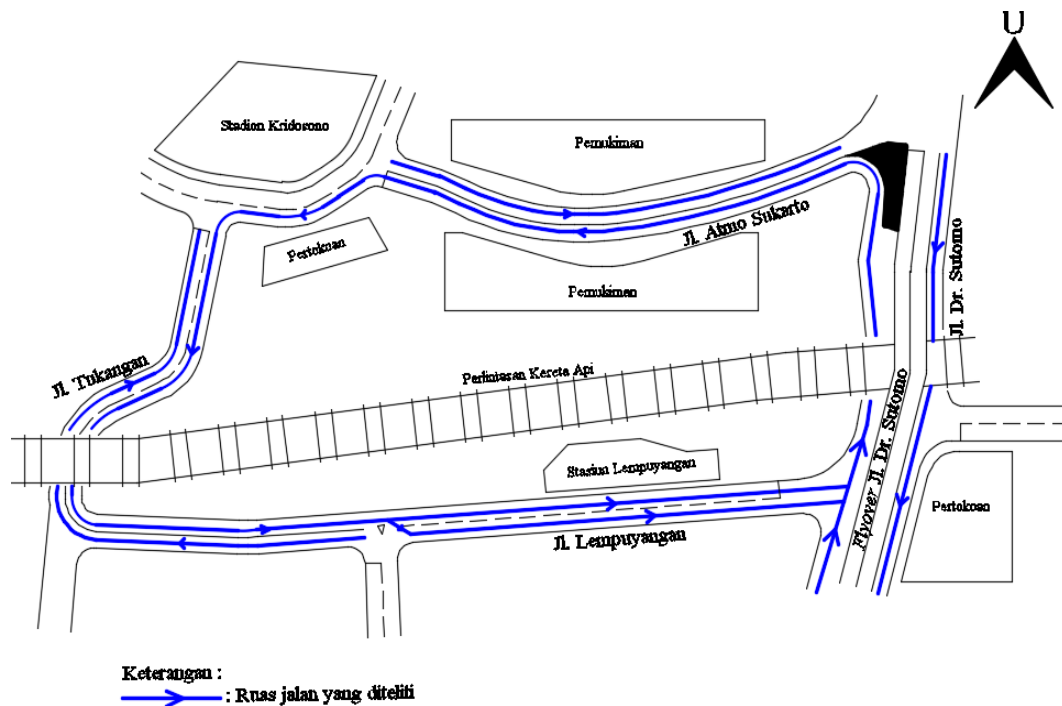 U
Stadion Kridosono
Pemukiman
Jl. Atmo Sukarto
Pertokoan
Pemukiman
Jl. Dr. Sutomo
Jl. Tukangan
Perlintasan Kereta Api
Flyover Jl. Dr. Sutomo
Stasiun Lempuyangan
Pertokoan
Jl. Lempuyangan
Keterangan :
: Ruas jalan yang diteliti